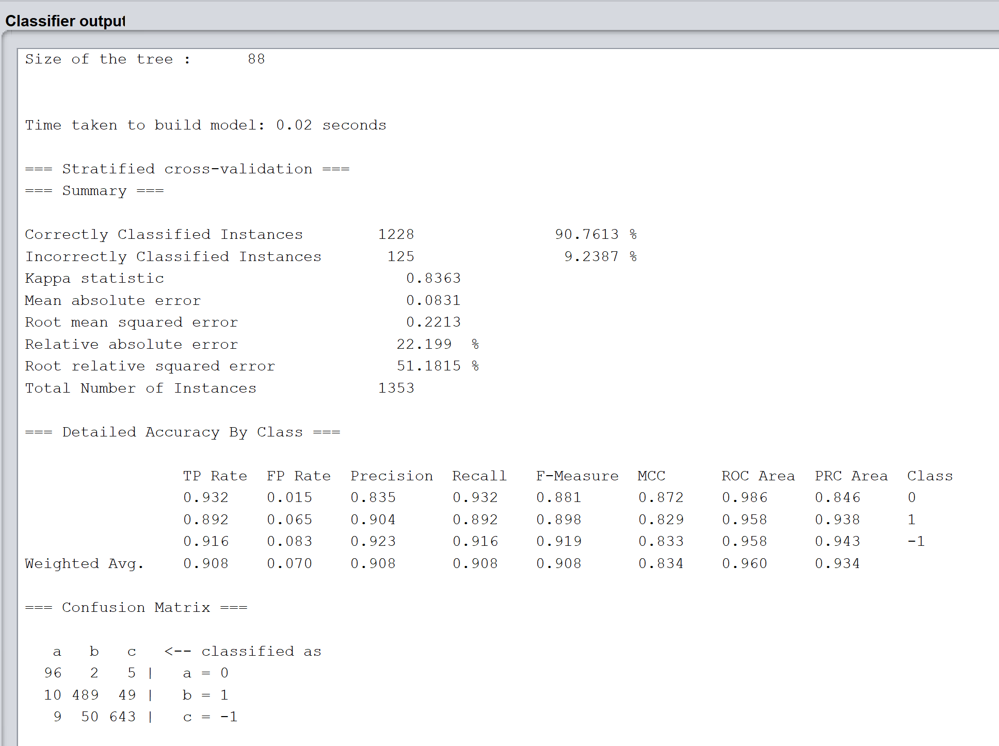 Classifier output
Size of the tree :      88
Time taken to build model: 0.02 seconds
=== Stratified cross-validation ===
=== Summary ===
Correctly Classified Instances        1228               90.7613 %
Incorrectly Classified Instances       125                9.2387 %
Kappa statistic                          0.8363
Mean absolute error                      0.0831
Root mean squared error                  0.2213
Relative absolute error                 22.199  %
Root relative squared error             51.1815 %
Total Number of Instances             1353
=== Detailed Accuracy By Class ===
                 TP Rate  FP Rate  Precision  Recall   F-Measure  MCC      ROC Area  PRC Area  Class
                 0.932    0.015    0.835      0.932    0.881      0.872    0.986     0.846     0
                 0.892    0.065    0.904      0.892    0.898      0.829    0.958     0.938     1
                 0.916    0.083    0.923      0.916    0.919      0.833    0.958     0.943     -1
Weighted Avg.    0.908    0.070    0.908      0.908    0.908      0.834    0.960     0.934
=== Confusion Matrix ===
   a   b   c   <-- classified as
  96   2   5 |   a = 0
  10 489  49 |   b = 1
   9  50 643 |   c = -1